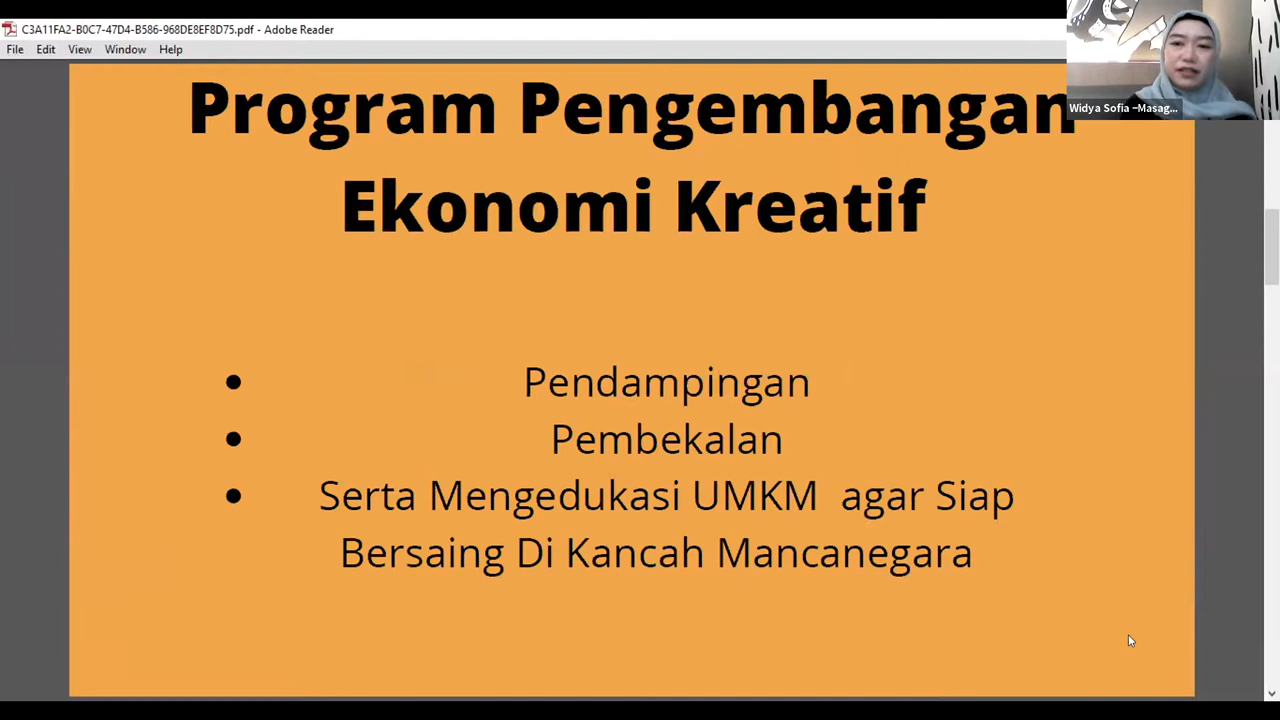 C3A11FA2-B0C7-47D4-B586-968DE8EF8D75.pdf - Adobe Reader
File Edit View Window Help
Widya Sofia –Masag...
Program Pengembangan
Ekonomi Kreatif
• Pendampingan
• Pembekalan
• Serta Mengedukasi UMKM agar Siap
Bersaing Di Kancah Mancanegara